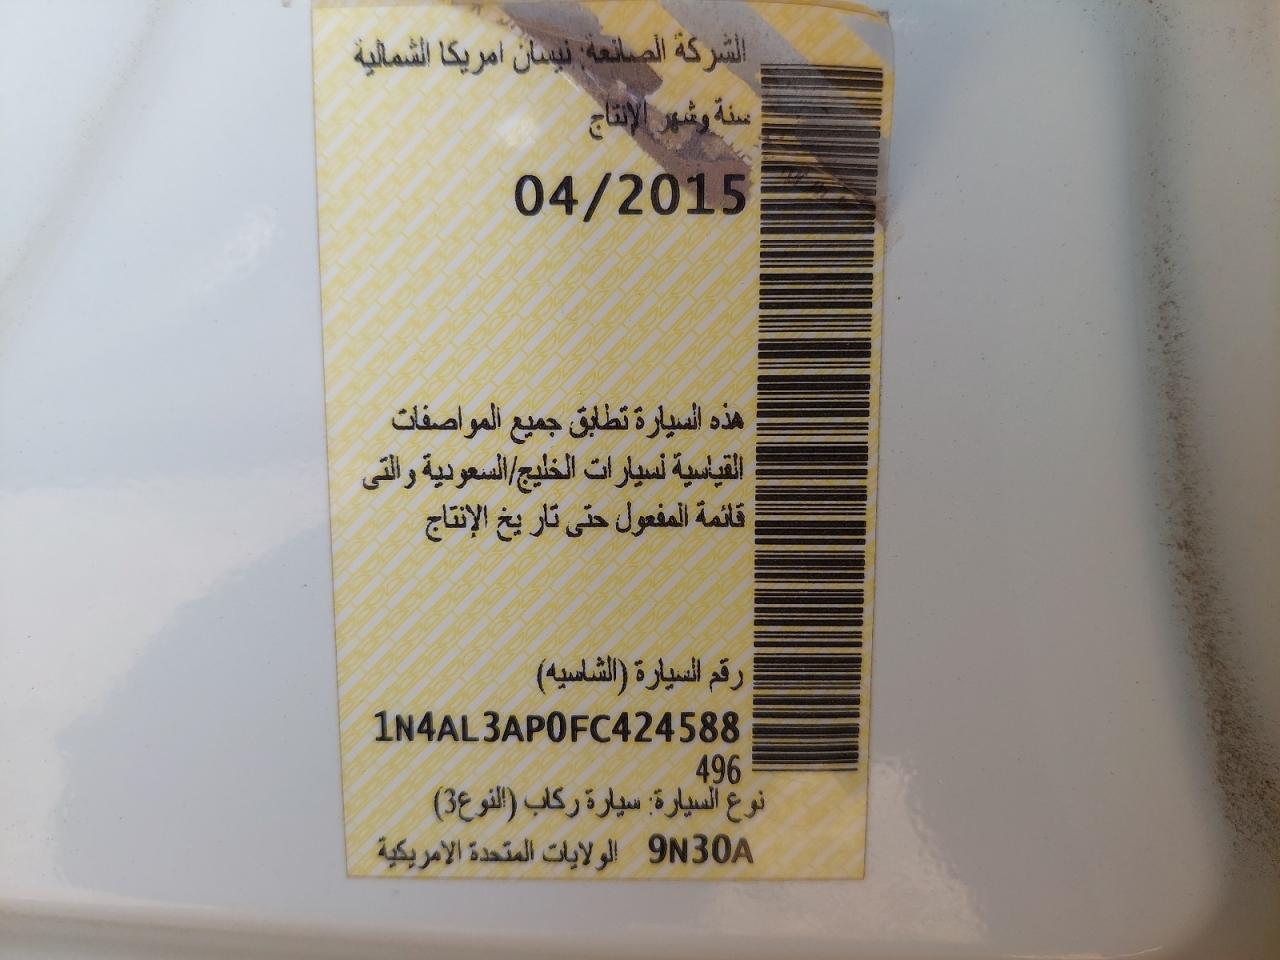 الشركة الصانعة: نيسان امريكا الشمالية
سنة وشهر الإنتاج
04/2015
هذه السيارة تطابق جميع المواصفات
القياسية لسيارات الخليج/السعودية والتى
قائمة المفعول حتى تاريخ الإنتاج
رقم السيارة (الشاسيه)
1N4AL3AP0FC424588
496
نوع السيارة: سيارة ركاب (النوع3)
9N30A الولايات المتحدة الامريكية